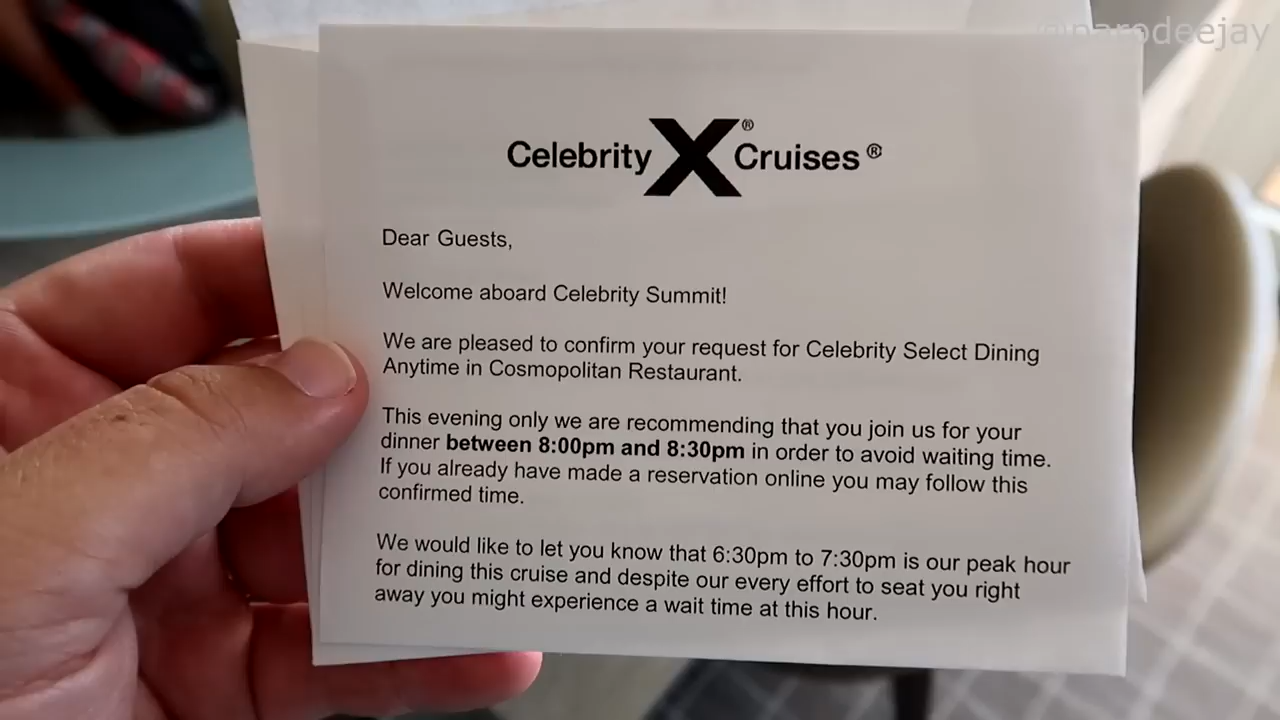 @parodeejay
Celebrity X® Cruises®
Dear Guests,
Welcome aboard Celebrity Summit!
We are pleased to confirm your request for Celebrity Select Dining
Anytime in Cosmopolitan Restaurant.
This evening only we are recommending that you join us for your
dinner between 8:00pm and 8:30pm in order to avoid waiting time.
If you already have made a reservation online you may follow this
confirmed time.
We would like to let you know that 6:30pm to 7:30pm is our peak hour
for dining this cruise and despite our every effort to seat you right
away you might experience a wait time at this hour.